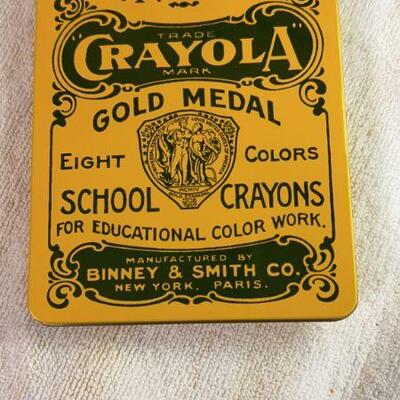 TRADE
"CRAYOLA"
MARK
GOLD MEDAL
EIGHT COLORS
SCHOOL CRAYONS
FOR EDUCATIONAL COLOR WORK.
MANUFACTURED BY
BINNEY & SMITH CO.
NEW YORK. PARIS.